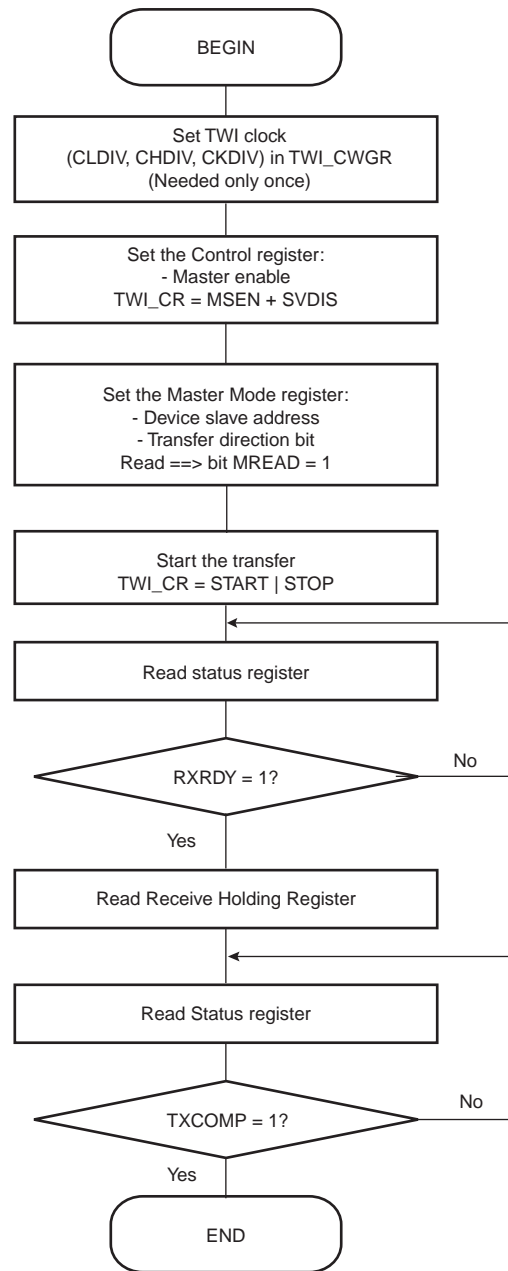 BEGIN
Set TWI clock
(CLDIV, CHDIV, CKDIV) in TWI_CWGR
(Needed only once)
Set the Control register:
- Master enable
TWI_CR = MSEN + SVDIS
Set the Master Mode register:
- Device slave address
- Transfer direction bit
Read ==> bit MREAD = 1
Start the transfer
TWI_CR = START | STOP
Read status register
RXRDY = 1?
No
Yes
Read Receive Holding Register
Read Status register
TXCOMP = 1?
No
Yes
END